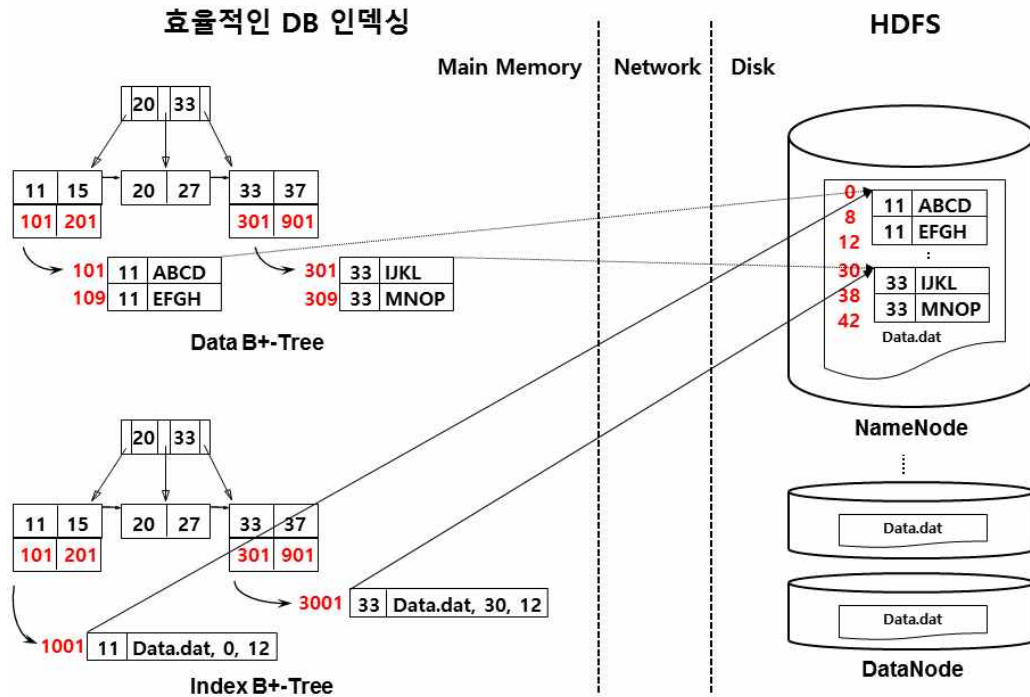 효율적인 DB 인덱싱
HDFS
Main Memory
Network
Disk
20 33
11 15
20 27
33 37
101 201
301 901
101 11 ABCD
109 11 EFGH
301 33 IJKL
309 33 MNOP
Data B+-Tree
0
8
12
11 ABCD
11 EFGH
:
30
38
42
33 IJKL
33 MNOP
Data.dat
NameNode
20 33
11 15
20 27
33 37
101 201
301 901
3001 33 Data.dat, 30, 12
1001 11 Data.dat, 0, 12
Index B+-Tree
Data.dat
Data.dat
DataNode